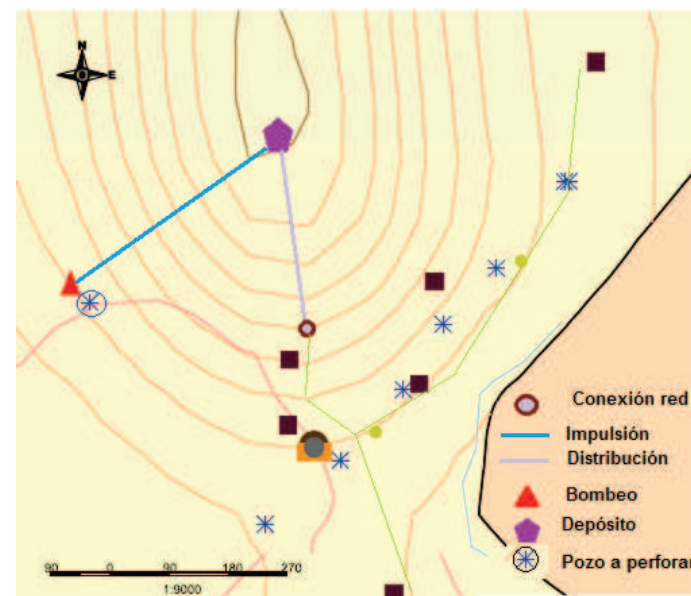 N
E
Conexión red
Impulsión
Distribución
Bombeo
Depósito
Pozo a perforar
90 0 90 180 270
1:9000